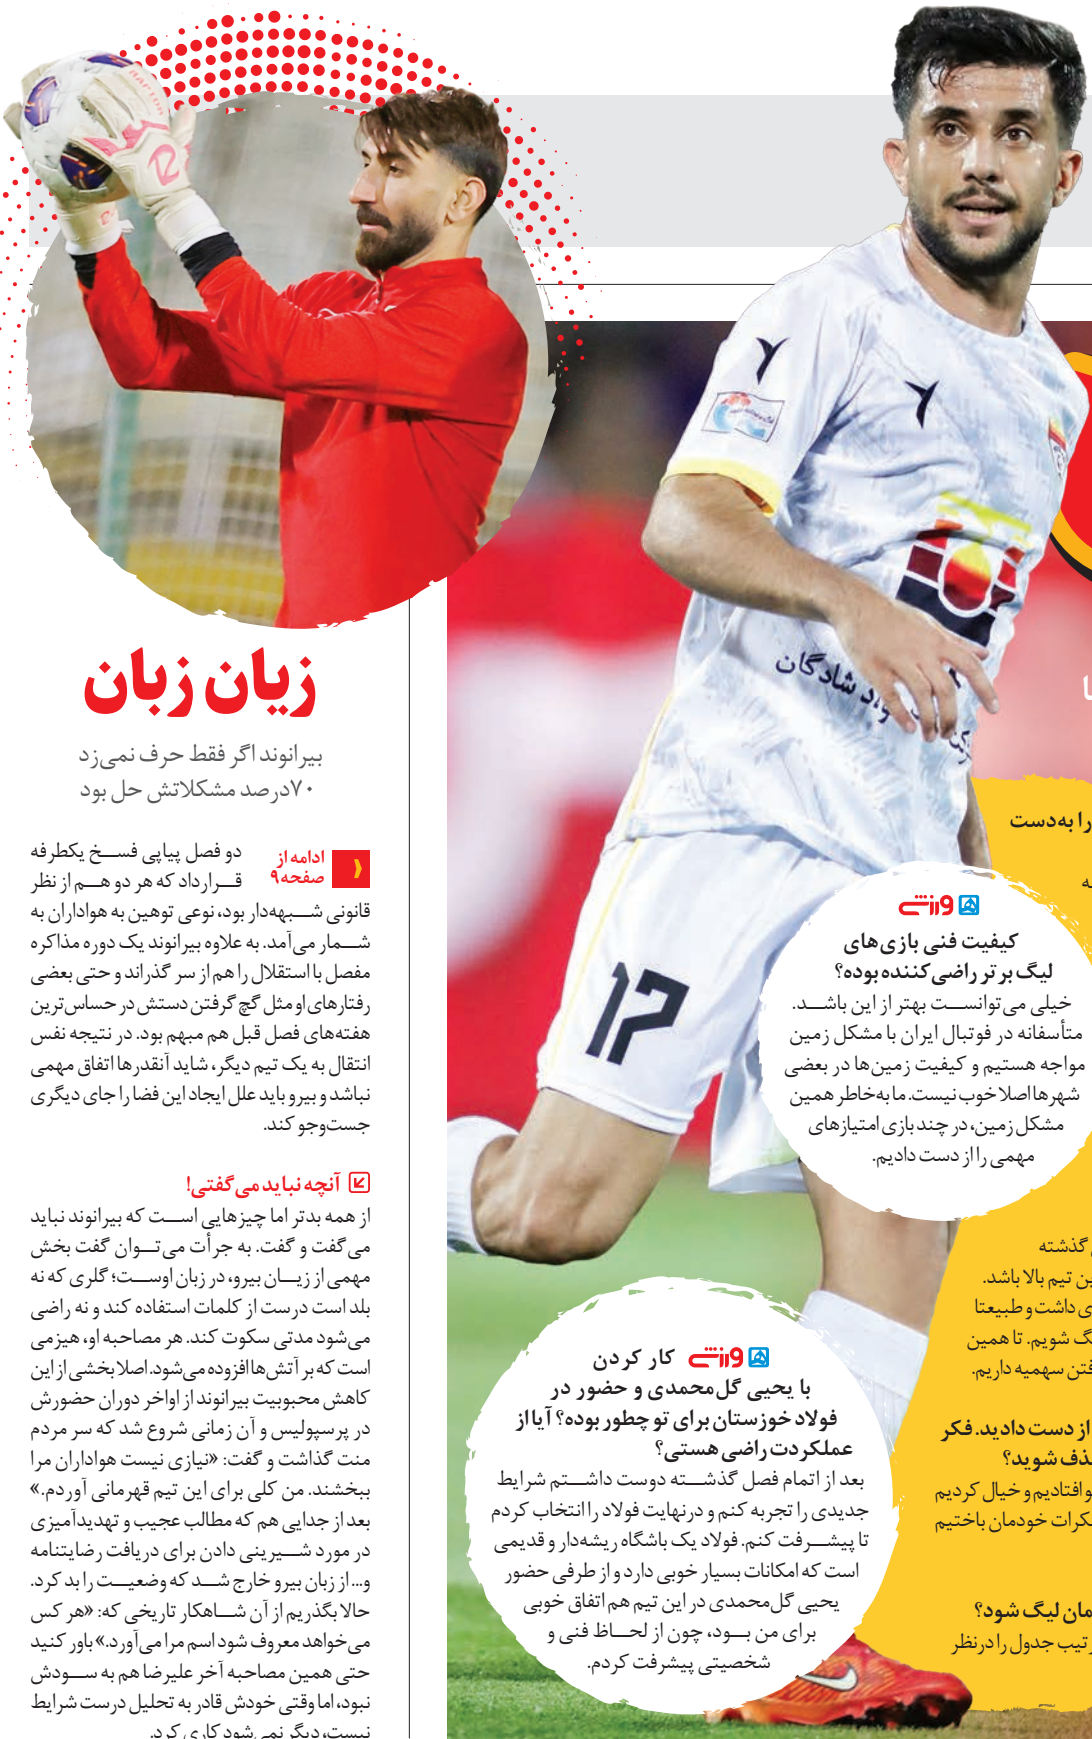 زیان زبان
بیرانوند اگر فقط حرف نمی‌زد
۷۰درصد مشکلاتش حل بود
ادامه از
صفحه۹
دو فصل پیاپی فسخ یکطرفه
قرارداد که هر دو هم از نظر
قانونی شبهه‌دار بود، نوعی توهین به هواداران به
شمار می‌آمد. به علاوه بیرانوند یک دوره مذاکره
مفصل با استقلال را هم از سر گذراند و حتی بعضی
رفتارهای او مثل گچ گرفتن دستش در حساس‌ترین
هفته‌های فصل قبل هم مبهم بود. در نتیجه نفس
انتقال به یک تیم دیگر، شاید آنقدرها اتفاق مهمی
نباشد و بیرو باید علل ایجاد این فضا را جای دیگری
جست‌وجو کند.
آنچه نباید می‌گفتی!
از همه بدتر اما چیزهایی است که بیرانوند نباید
می‌گفت و گفت. به جرأت می‌توان گفت بخش
مهمی از زیان بیرو، در زبان اوست؛ گلری که نه
بلد است درست از کلمات استفاده کند و نه راضی
می‌شود مدتی سکوت کند. هر مصاحبه او، هیزمی
است که بر آتش‌ها افزوده می‌شود. اصلا بخشی از این
کاهش محبوبیت بیرانوند از اواخر دوران حضورش
در پرسپولیس و آن زمانی شروع شد که سر مردم
منت گذاشت و گفت: «نیازی نیست هواداران مرا
ببخشند. من کلی برای این تیم قهرمانی آوردم.»
بعد از جدایی هم که مطالب عجیب و تهدیدآمیزی
در مورد شیرینی دادن برای دریافت رضایتنامه
و... از زبان بیرو خارج شد که وضعیت را بد کرد.
حالا بگذریم از آن شاهکار تاریخی که: «هر کس
می‌خواهد معروف شود اسم مرا می‌آورد.» باور کنید
حتی همین مصاحبه آخر علیرضا هم به سودش
نبود، اما وقتی خودش قادر به تحلیل درست شرایط
نیست، دیگر نمی‌شود کاری کرد.
شادگان
17
را به‌دست
ورزشی
کیفیت فنی بازی‌های
لیگ برتر راضی‌کننده بوده؟
خیلی می‌توانست بهتر از این باشد.
متأسفانه در فوتبال ایران با مشکل زمین
مواجه هستیم و کیفیت زمین‌ها در بعضی
شهرها اصلا خوب نیست. ما به‌خاطر همین
مشکل زمین، در چند بازی امتیازهای
مهمی را از دست دادیم.
گذشته
تیم بالا باشد.
داشت و طبیعتا
شویم. تا همین
سهمیه داریم.
از دست دادید. فکر
شوید؟
افتادیم و خیال کردیم
خودمان باختیم
لیگ شود؟
جدول را درنظر
ورزشی کار کردن
با یحیی گل‌محمدی و حضور در
فولاد خوزستان برای تو چطور بوده؟ آیا از
عملکردت راضی هستی؟
بعد از اتمام فصل گذشته دوست داشتم شرایط
جدیدی را تجربه کنم و درنهایت فولاد را انتخاب کردم
تا پیشرفت کنم. فولاد یک باشگاه ریشه‌دار و قدیمی
است که امکانات بسیار خوبی دارد و از طرفی حضور
یحیی گل‌محمدی در این تیم هم اتفاق خوبی
برای من بود، چون از لحاظ فنی و
شخصیتی پیشرفت کردم.